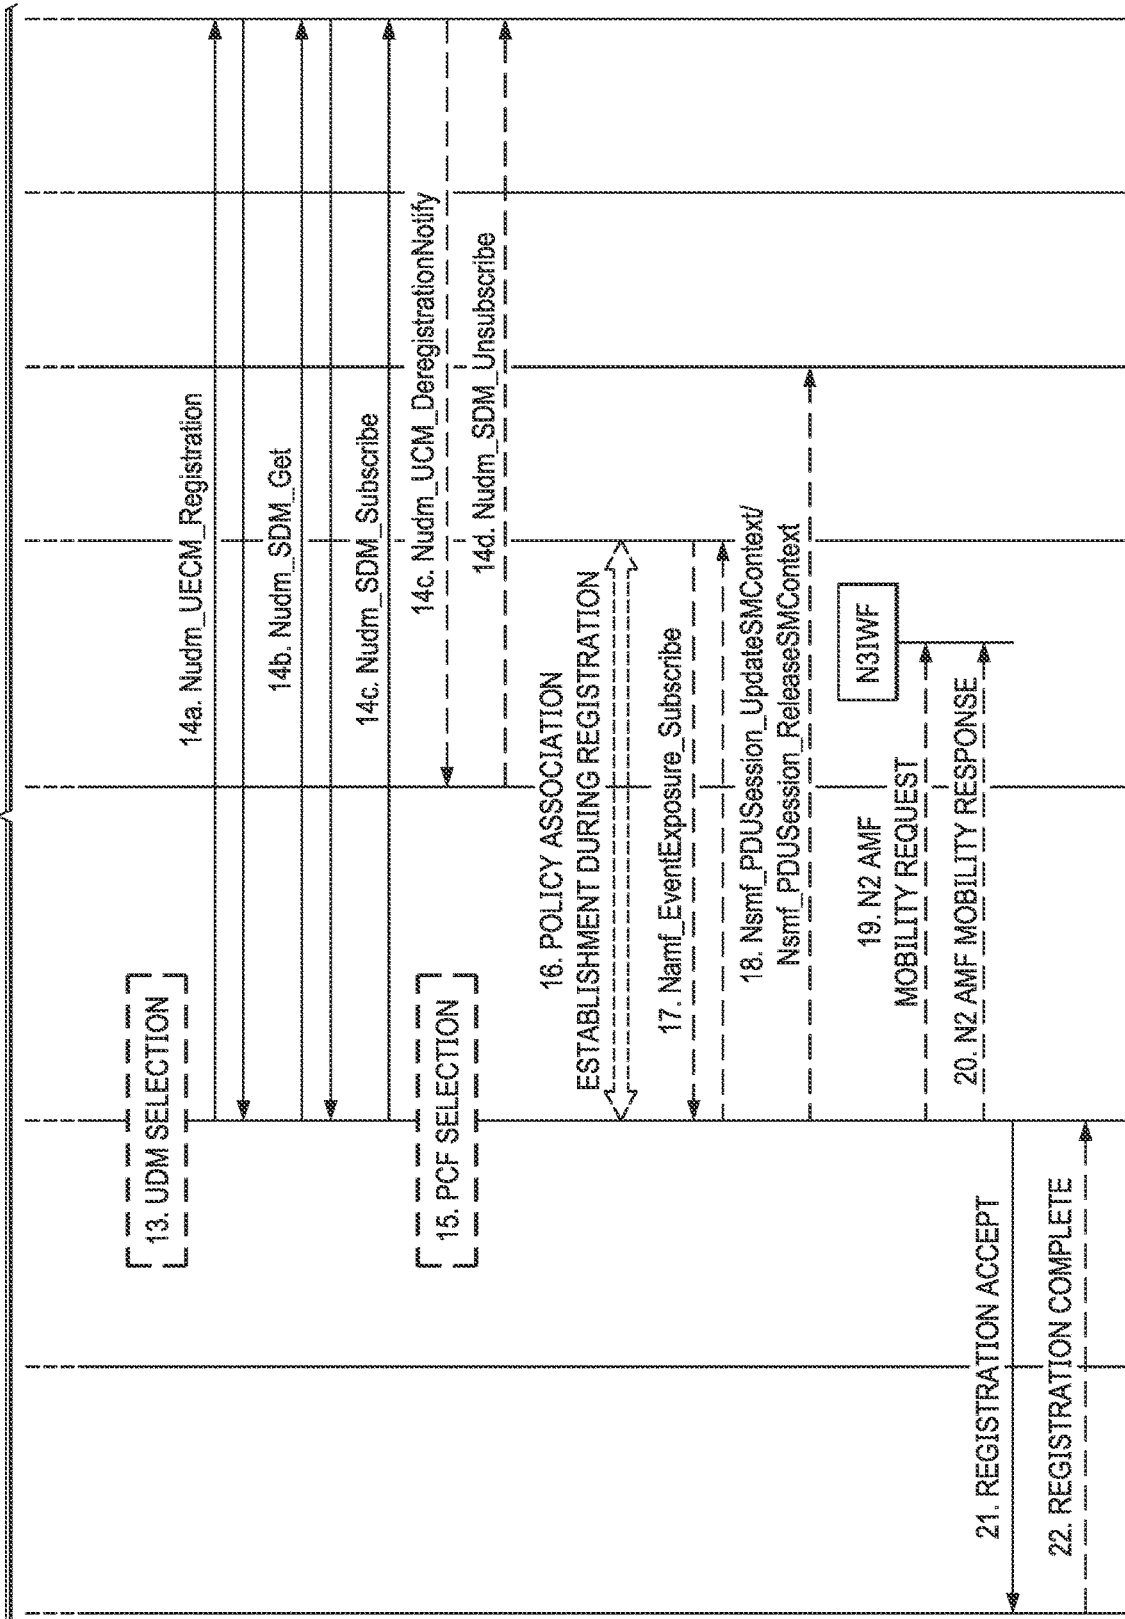 13. UDM SELECTION
14a. Nudm_UECM_Registration
14b. Nudm_SDM_Get
14c. Nudm_SDM_Subscribe
14c. Nudm_UCM_DeregistrationNotify
14d. Nudm_SDM_Unsubscribe
15. PCF SELECTION
16. POLICY ASSOCIATION
ESTABLISHMENT DURING REGISTRATION
17. Namf_EventExposure_Subscribe
18. Nsmf_PDUSession_UpdateSMContext/
Nsmf_PDUSession_ReleaseSMContext
N3IWF
19. N2 AMF
MOBILITY REQUEST
20. N2 AMF MOBILITY RESPONSE
21. REGISTRATION ACCEPT
22. REGISTRATION COMPLETE